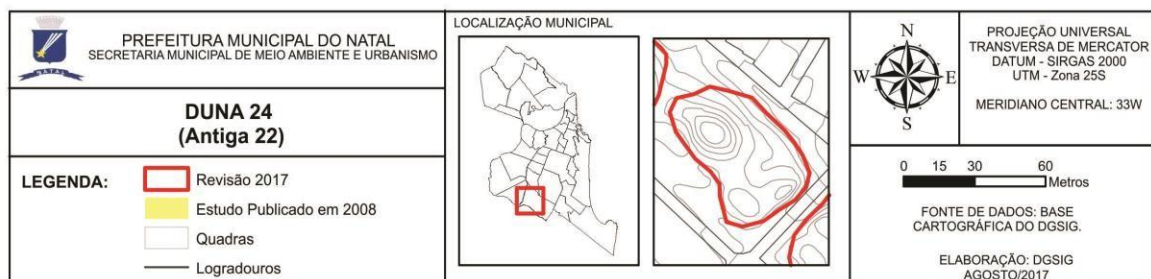 NATAL
PREFEITURA MUNICIPAL DO NATAL
SECRETARIA MUNICIPAL DE MEIO AMBIENTE E URBANISMO
DUNA 24
(Antiga 22)
LEGENDA:
Revisão 2017
Estudo Publicado em 2008
Quadras
Logradouros
LOCALIZAÇÃO MUNICIPAL
N
W E
S
PROJEÇÃO UNIVERSAL
TRANSVERSA DE MERCATOR
DATUM - SIRGAS 2000
UTM - Zona 25S
MERIDIANO CENTRAL: 33W
0 15 30 60
Metros
FONTE DE DADOS: BASE
CARTOGRÁFICA DO DGSIG.
ELABORAÇÃO: DGSIG
AGOSTO/2017